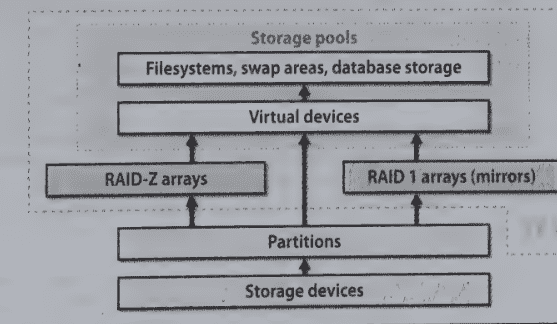 Storage pools
Filesystems, swap areas, database storage
Virtual devices
RAID-Z arrays
RAID 1 arrays (mirrors)
Partitions
Storage devices